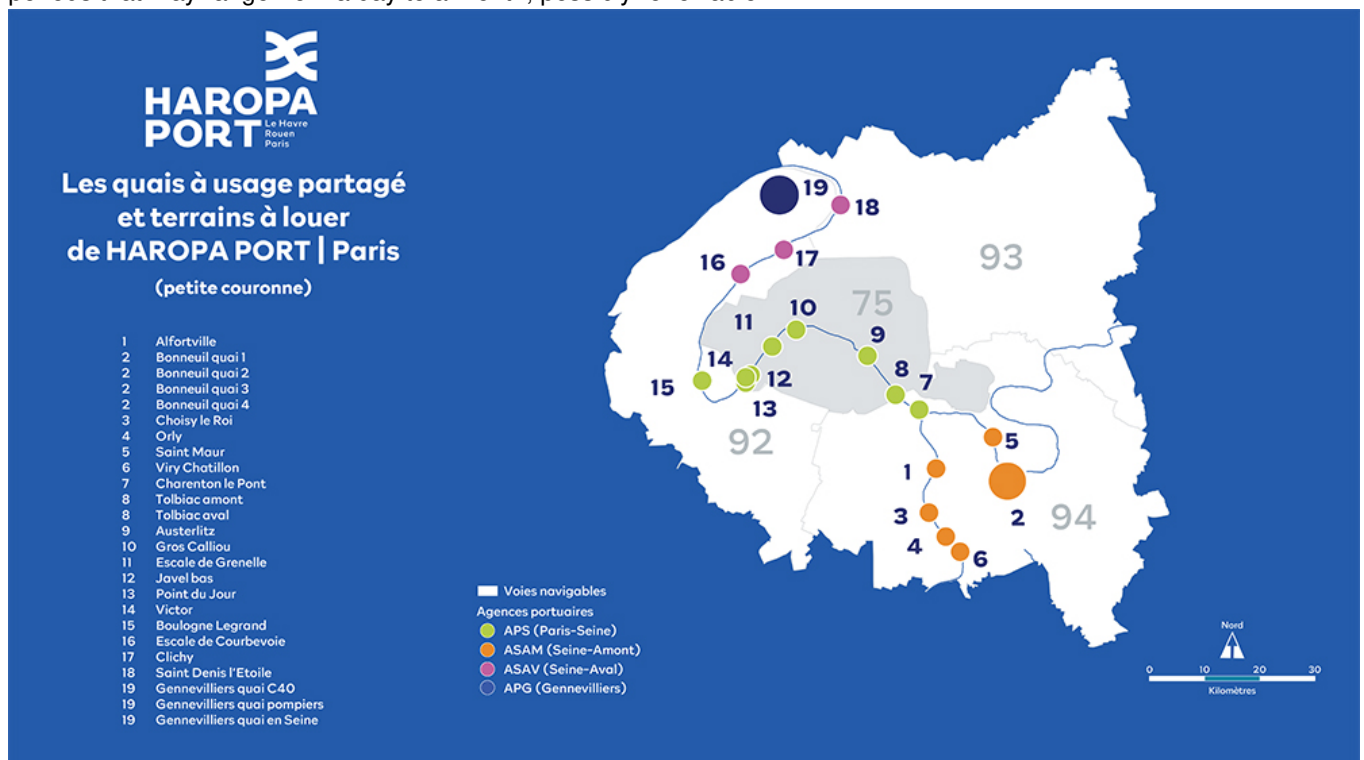 HAROPA
PORT
Le Havre
Rouen
Paris
Les quais à usage partagé
et terrains à louer
de HAROPA PORT | Paris
(petite couronne)
1 Alfortville
2 Bonneuil quai 1
2 Bonneuil quai 2
2 Bonneuil quai 3
2 Bonneuil quai 4
3 Choisy le Roi
4 Orly
5 Saint Maur
6 Viry Chatillon
7 Charenton le Pont
8 Tolbiac amont
8 Tolbiac aval
9 Austerlitz
10 Gros Calliou
11 Escale de Grenelle
12 Javel bas
13 Point du Jour
14 Victor
15 Boulogne Legrand
16 Escale de Courbevoie
17 Clichy
18 Saint Denis l'Etoile
19 Gennevilliers quai C40
19 Gennevilliers quai pompiers
19 Gennevilliers quai en Seine
Voies navigables
Agences portuaires
APS (Paris-Seine)
ASAM (Seine-Amont)
ASAV (Seine-Aval)
APG (Gennevilliers)
19
18
17
16
93
75
10
11
9
14
12
8
7
15
13
92
5
1
2
94
3
4
6
Nord
0 10 20 30
Kilomètres